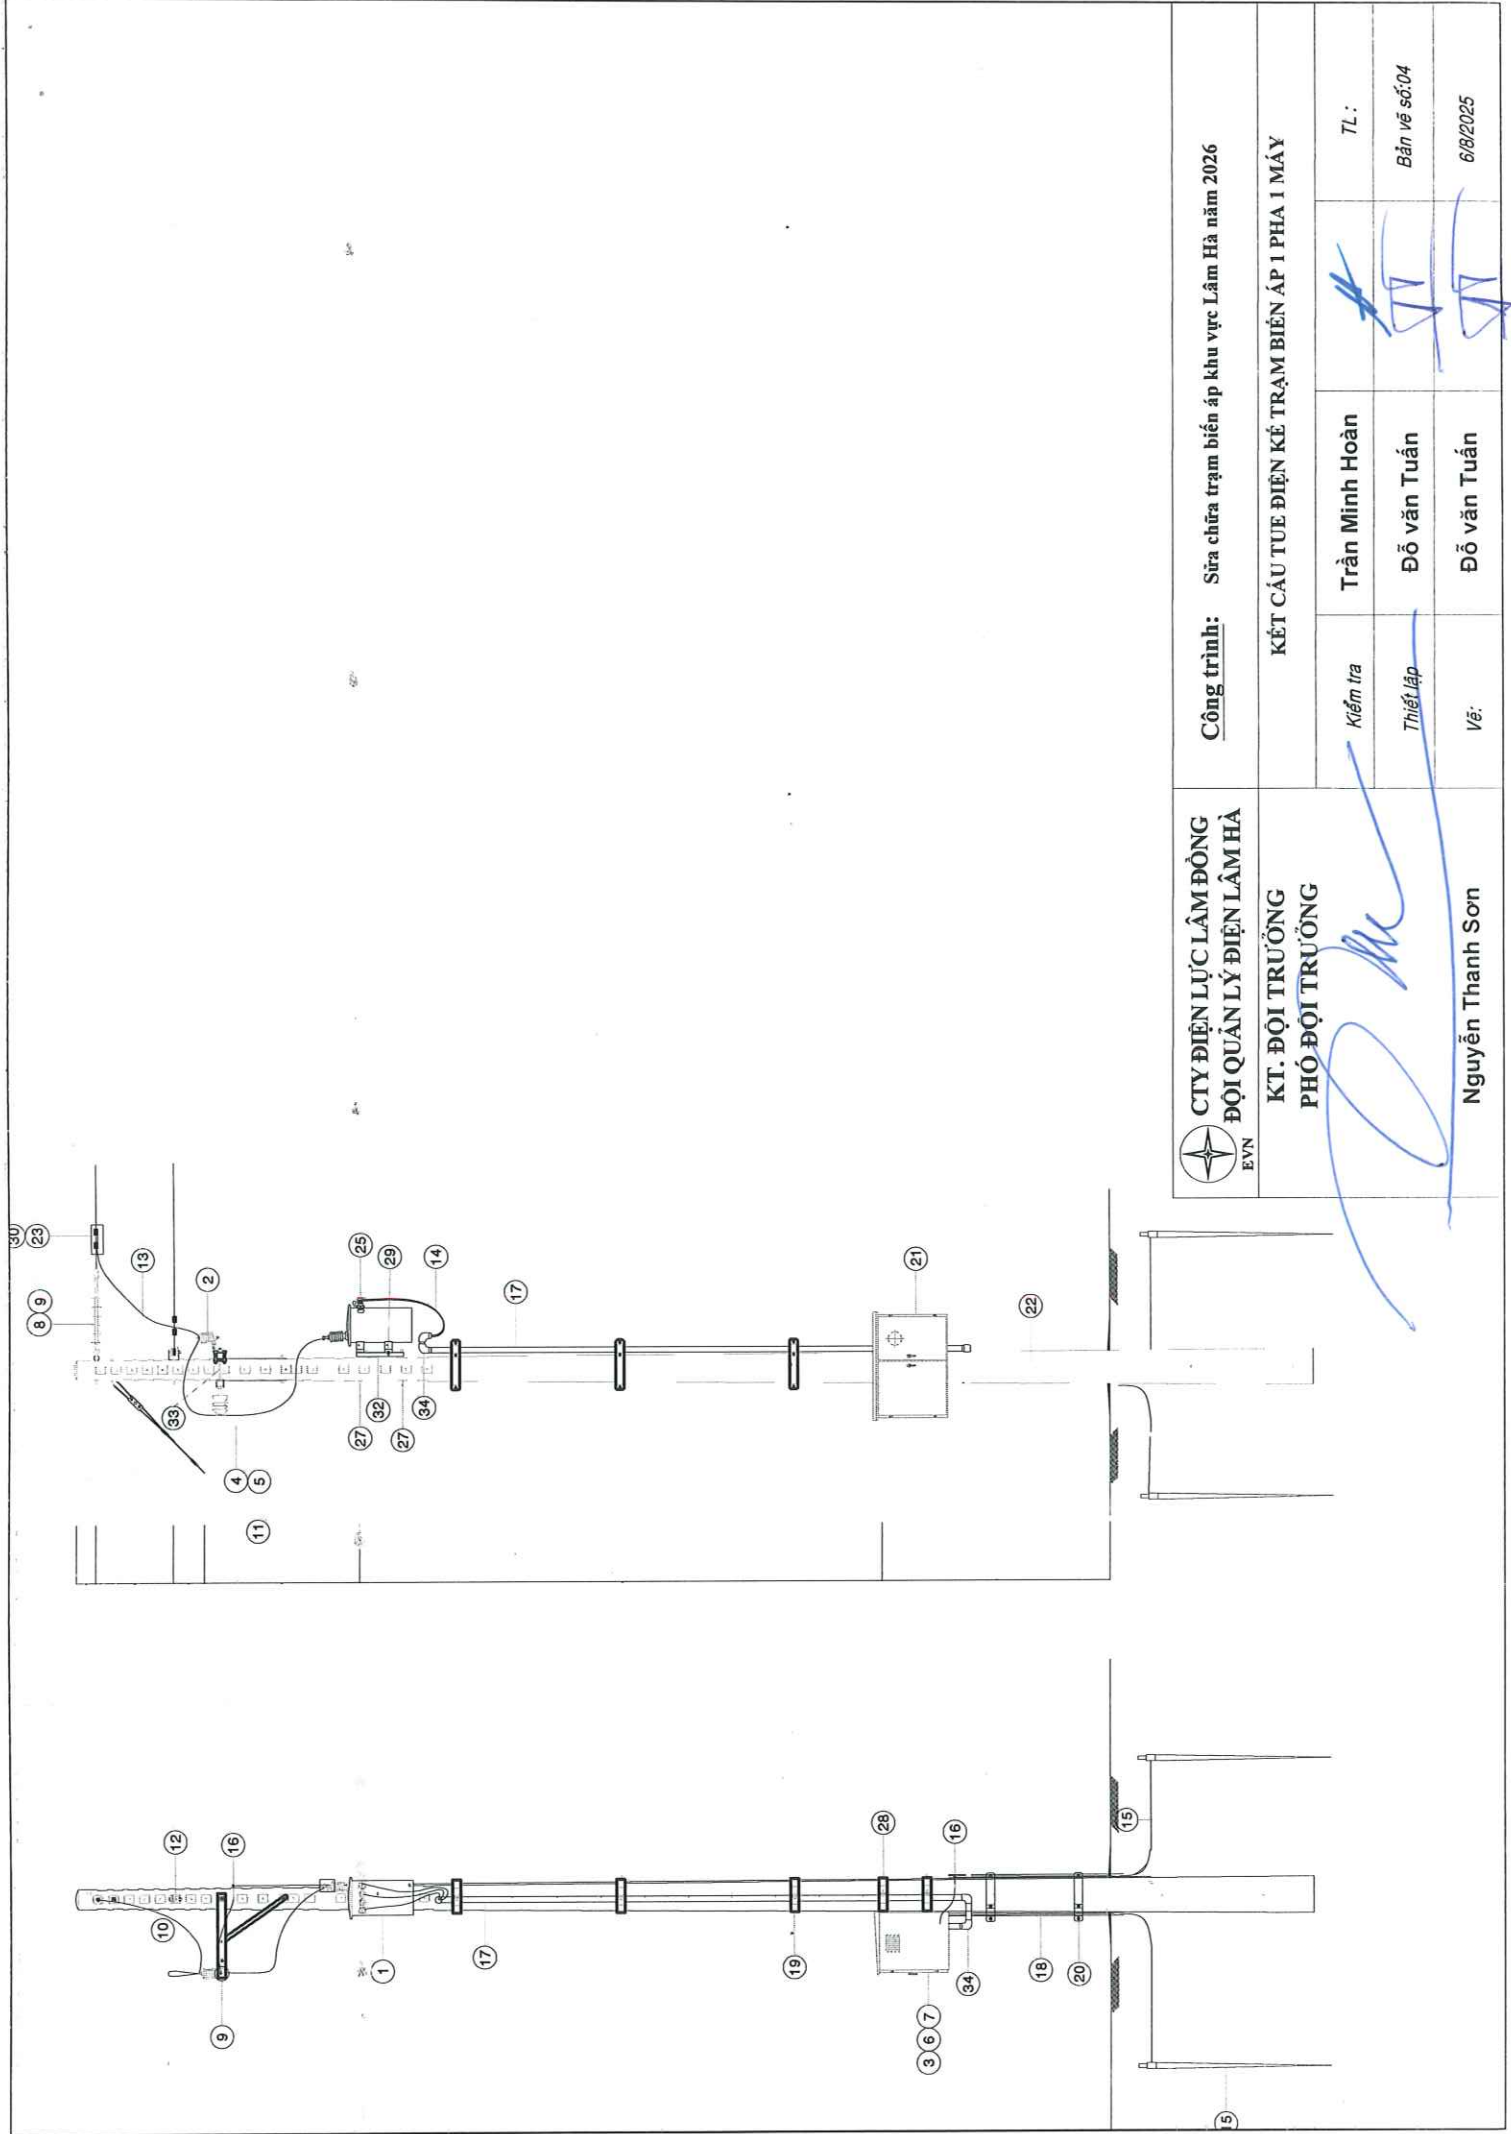 9
10
12
16
1
17
19
28
3 6 7
34
16
18
20
15
15
11
4
5
33
8 9
30
23
13
2
27
32
27
34
25
29
14
17
21
22
EVN
CTY ĐIỆN LỰC LÂM ĐỒNG
ĐỘI QUẢN LÝ ĐIỆN LÂM HÀ
KT. ĐỘI TRƯỞNG
PHÓ ĐỘI TRƯỞNG
Nguyễn Thanh Sơn
Công trình: Sửa chữa trạm biến áp khu vực Lâm Hà năm 2026
KẾT CẤU TUE ĐIỆN KẾ TRẠM BIẾN ÁP 1 PHA 1 MÁY
Kiểm tra Trần Minh Hoàn TL :
Thiết lập Đỗ văn Tuấn Bản vẽ số:04
Vẽ: Đỗ văn Tuấn 6/8/2025